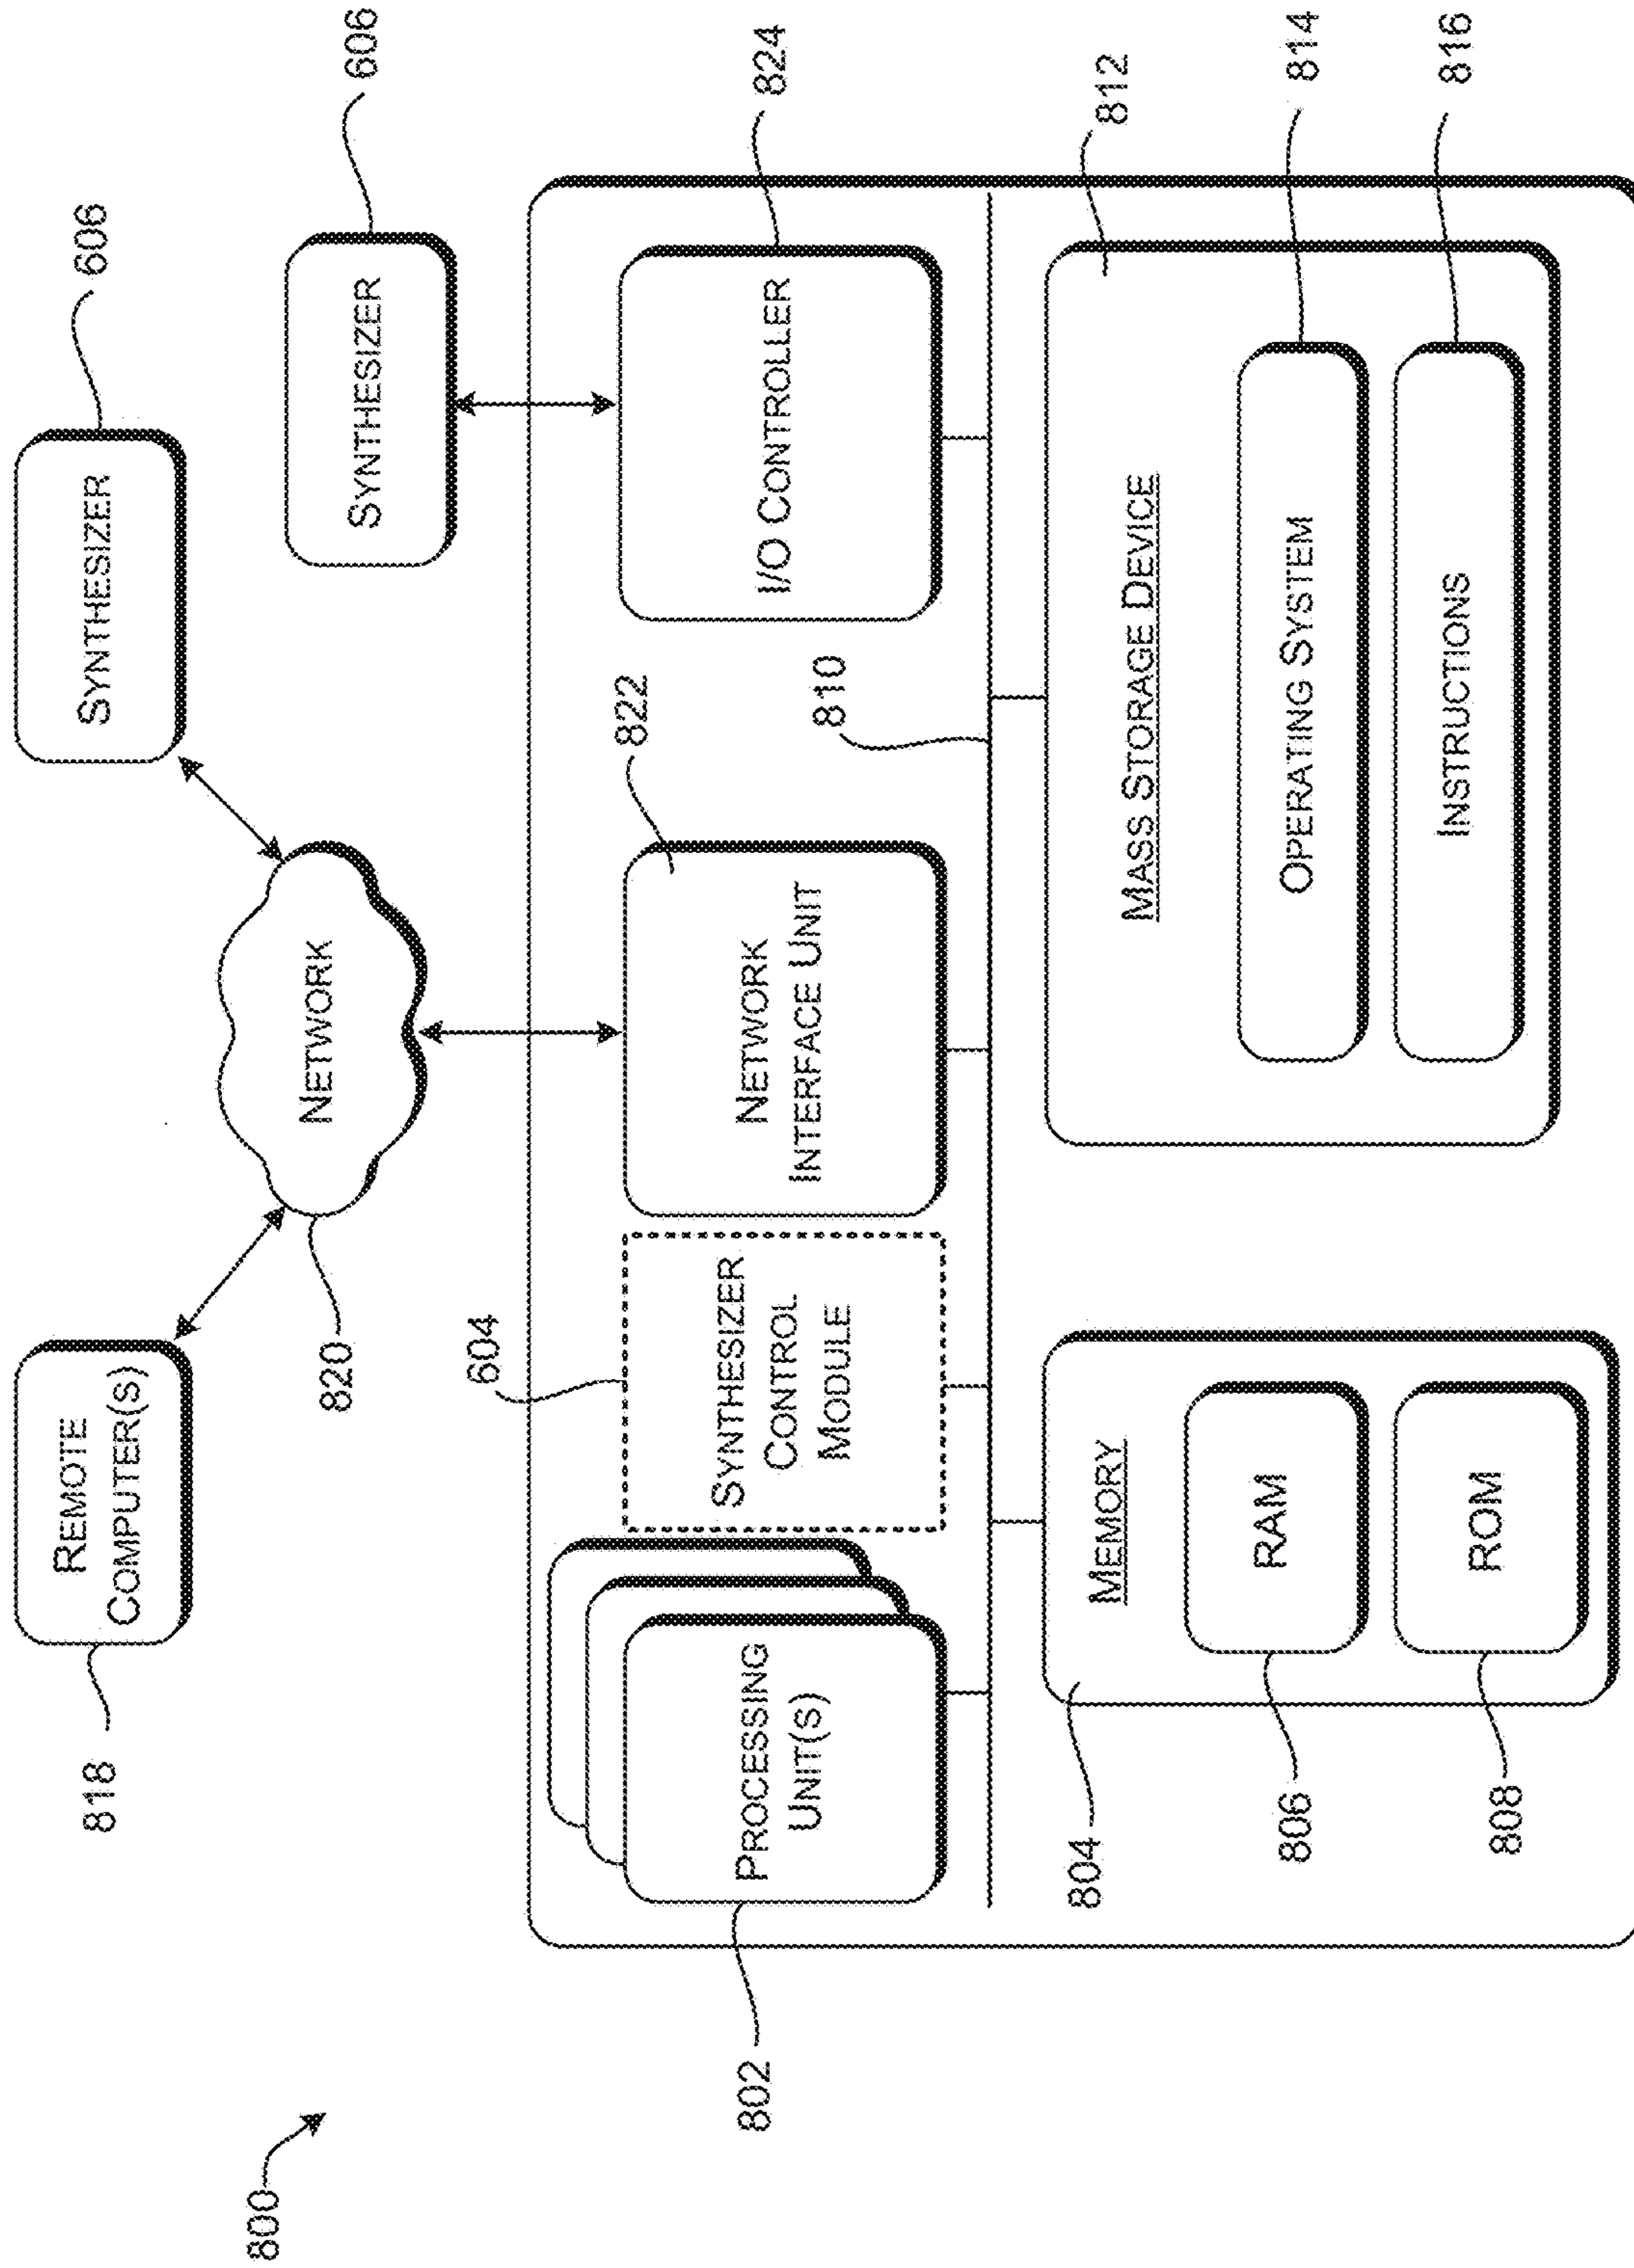 800
818
REMOTE
COMPUTER(S)
SYNTHESIZER
606
NETWORK
820
SYNTHESIZER
606
604
822
824
802
PROCESSING
UNIT(S)
SYNTHESIZER
CONTROL
MODULE
NETWORK
INTERFACE UNIT
I/O CONTROLLER
810
804
MEMORY
RAM
806
ROM
808
812
MASS STORAGE DEVICE
OPERATING SYSTEM
814
INSTRUCTIONS
816